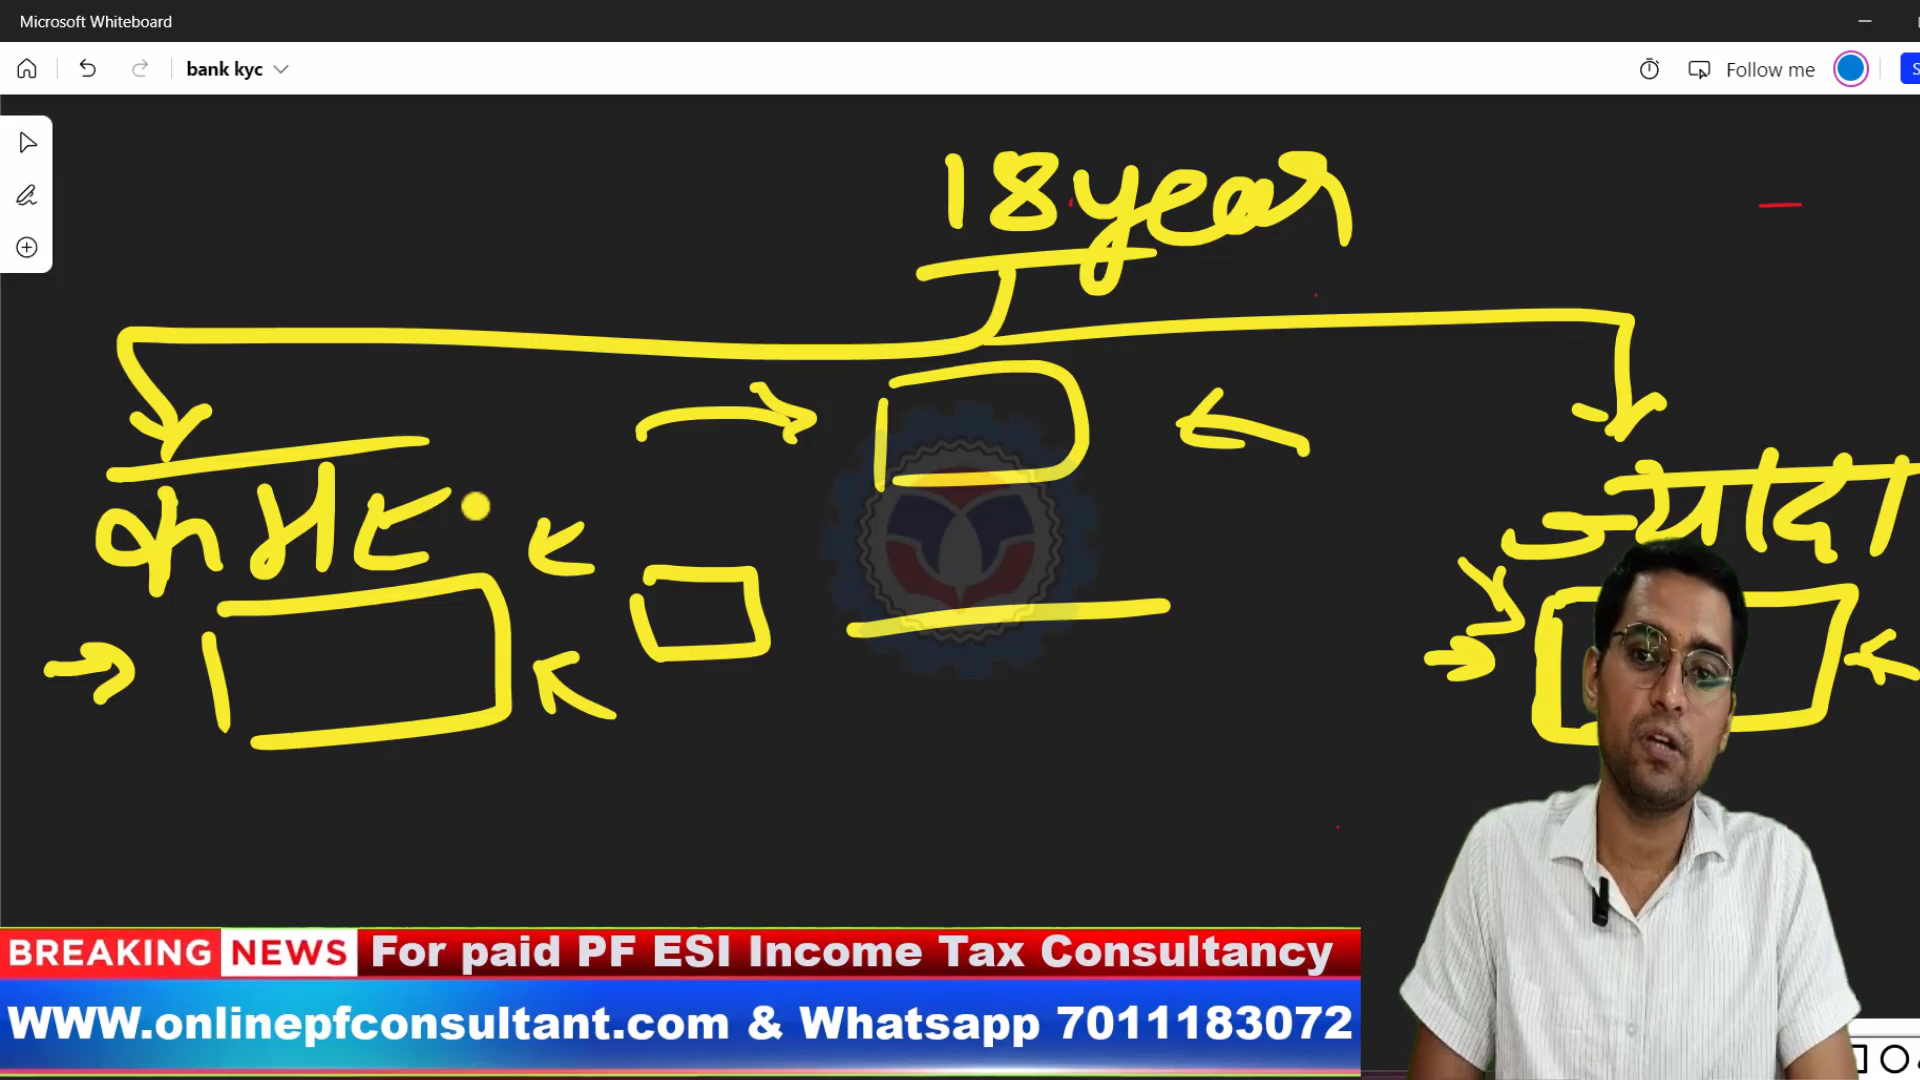 Microsoft Whiteboard
bank kyc
Follow me
18 year
कम है
ज्यादा
BREAKING NEWS For paid PF ESI Income Tax Consultancy
WWW.onlinepfconsultant.com & Whatsapp 7011183072